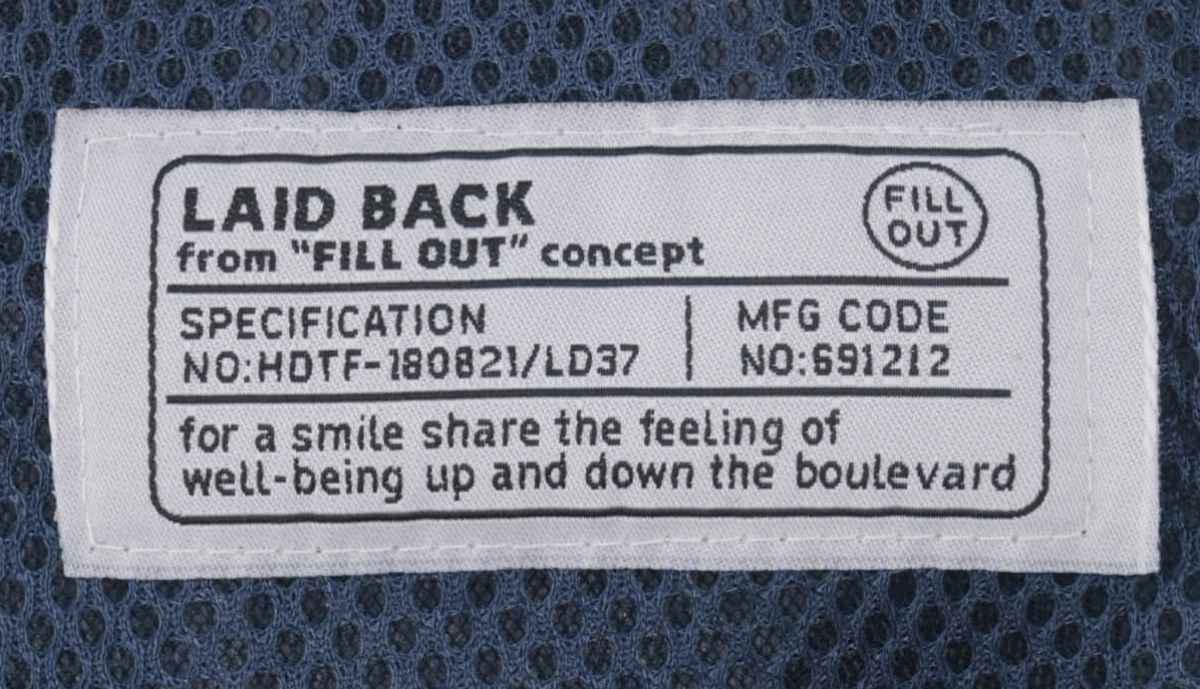 LAID BACK
from "FILL OUT" concept
FILL
OUT
SPECIFICATION
NO:HDTF-180821/LD37
MFG CODE
NO:691212
for a smile share the feeling of
well-being up and down the boulevard